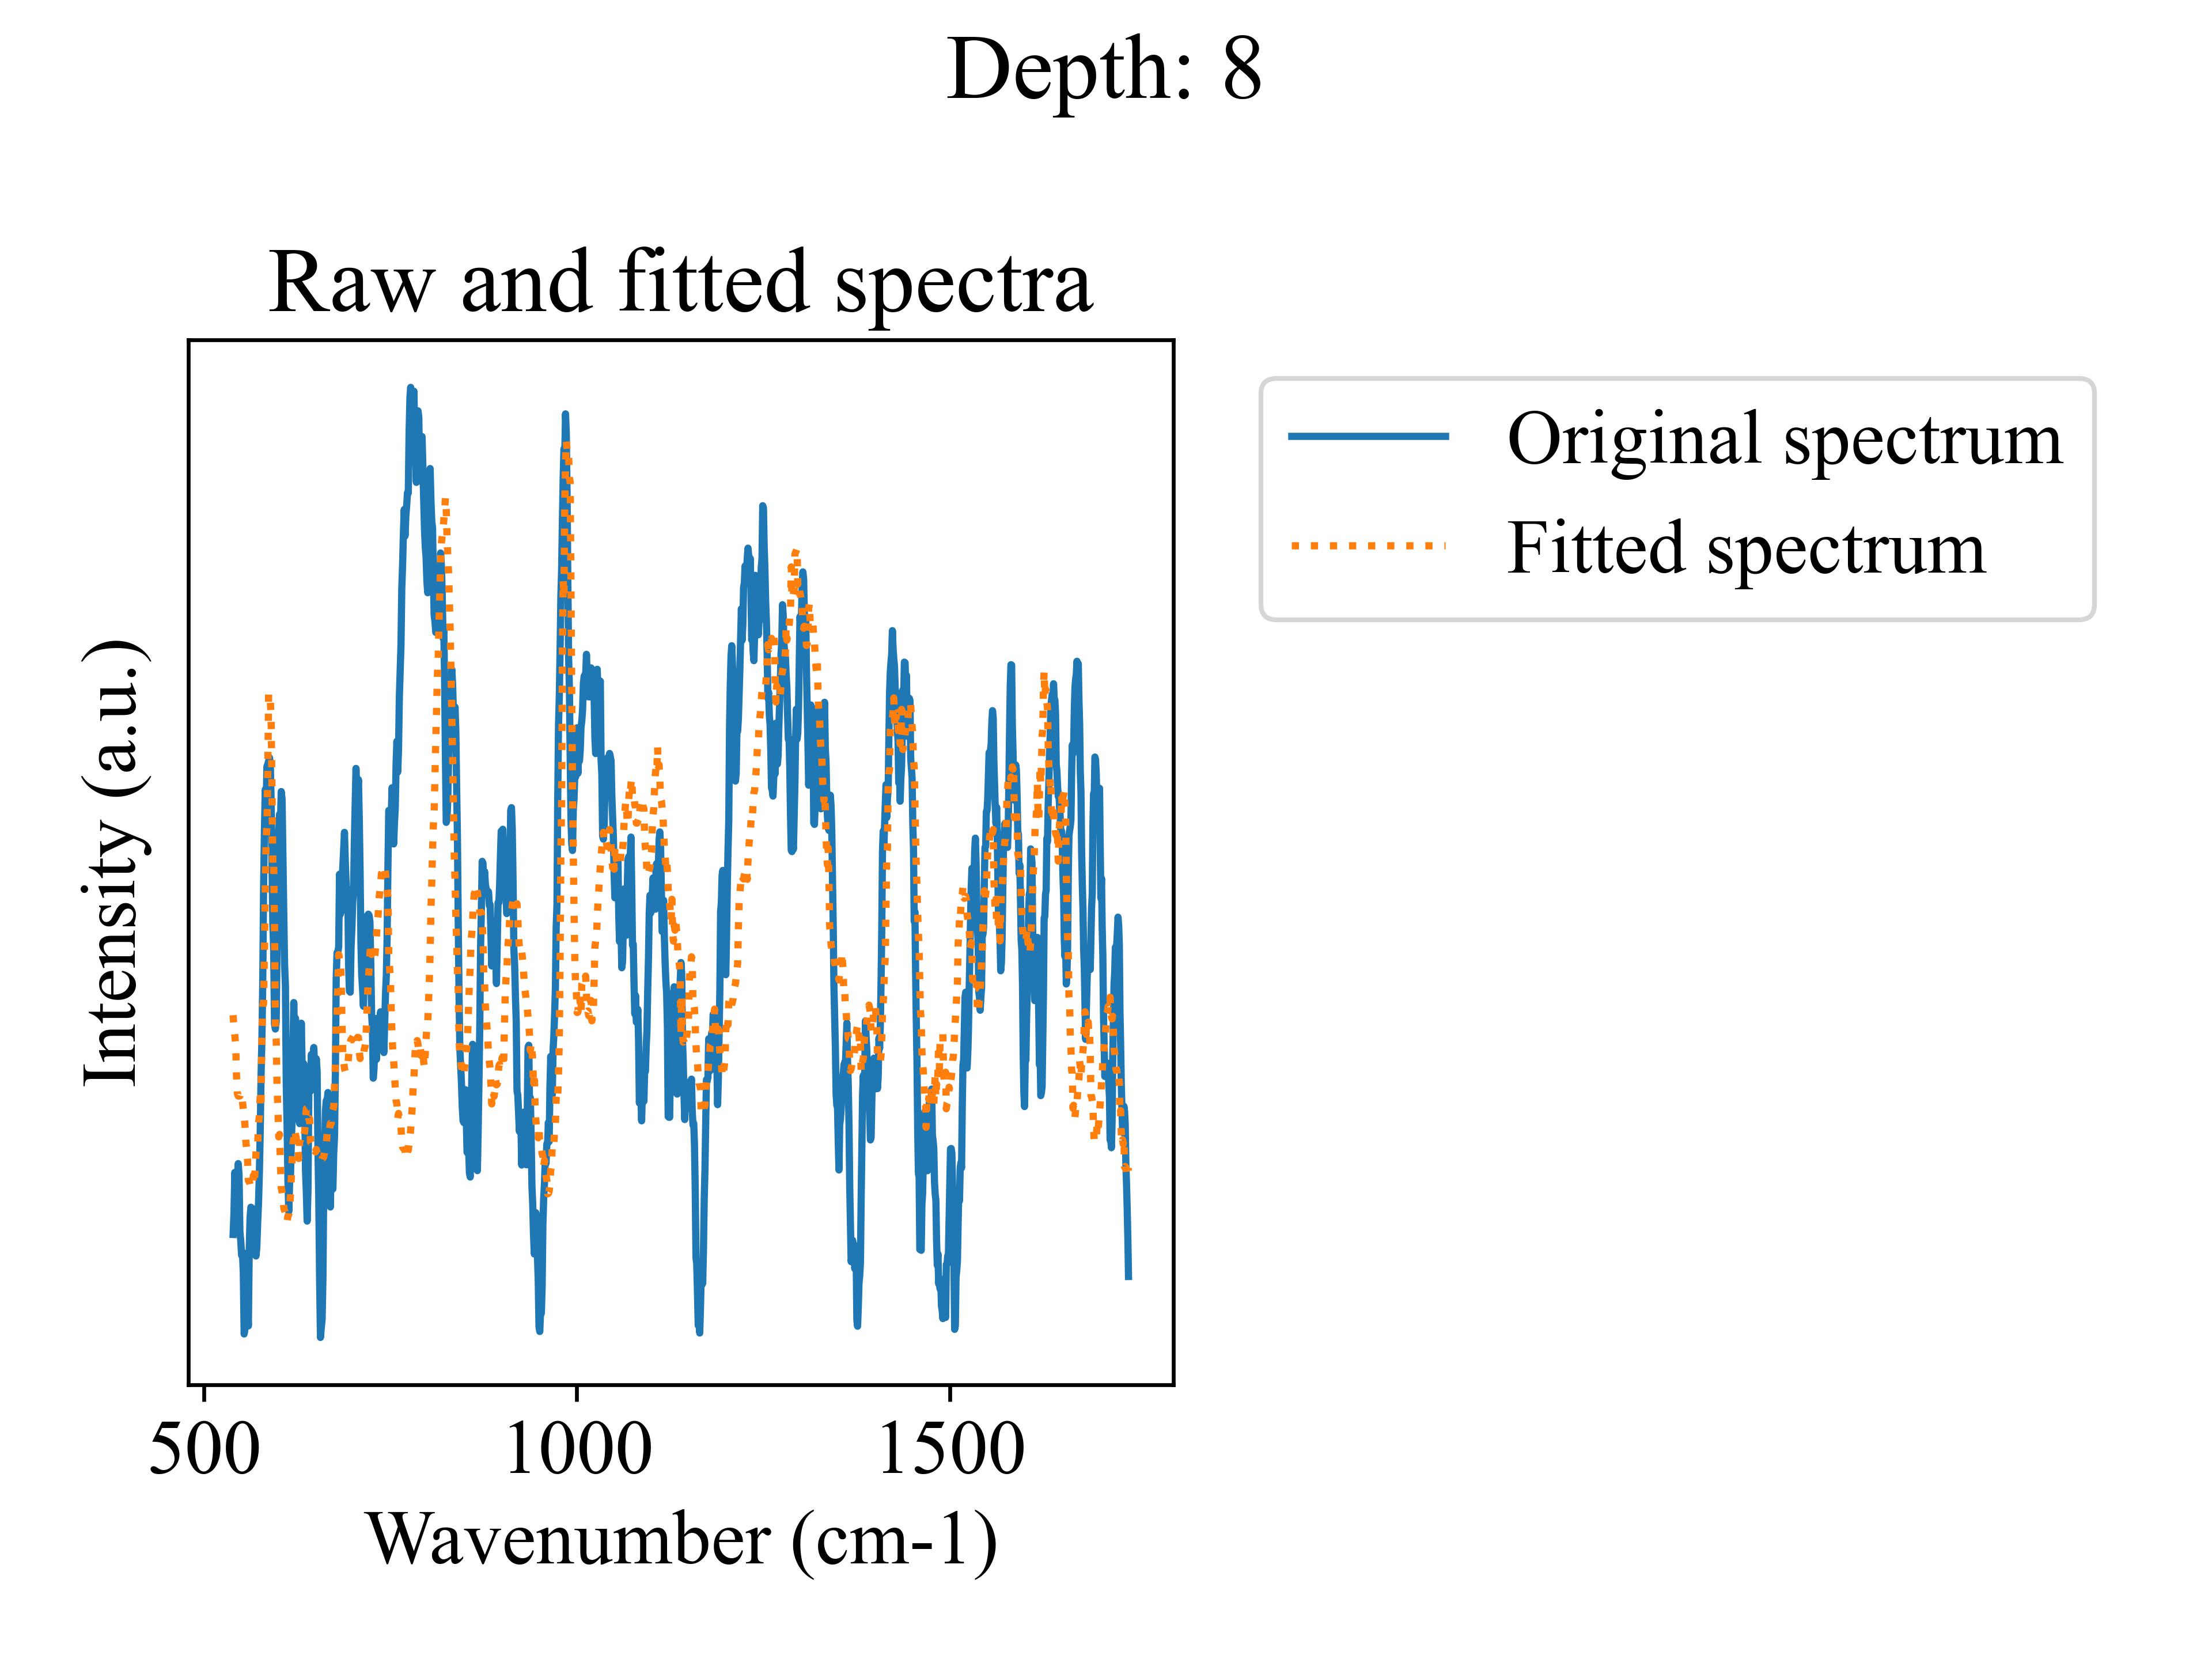 Depth: 8
Raw and fitted spectra
Original spectrum
Fitted spectrum
Intensity (a.u.)
500 1000 1500
Wavenumber (cm-1)